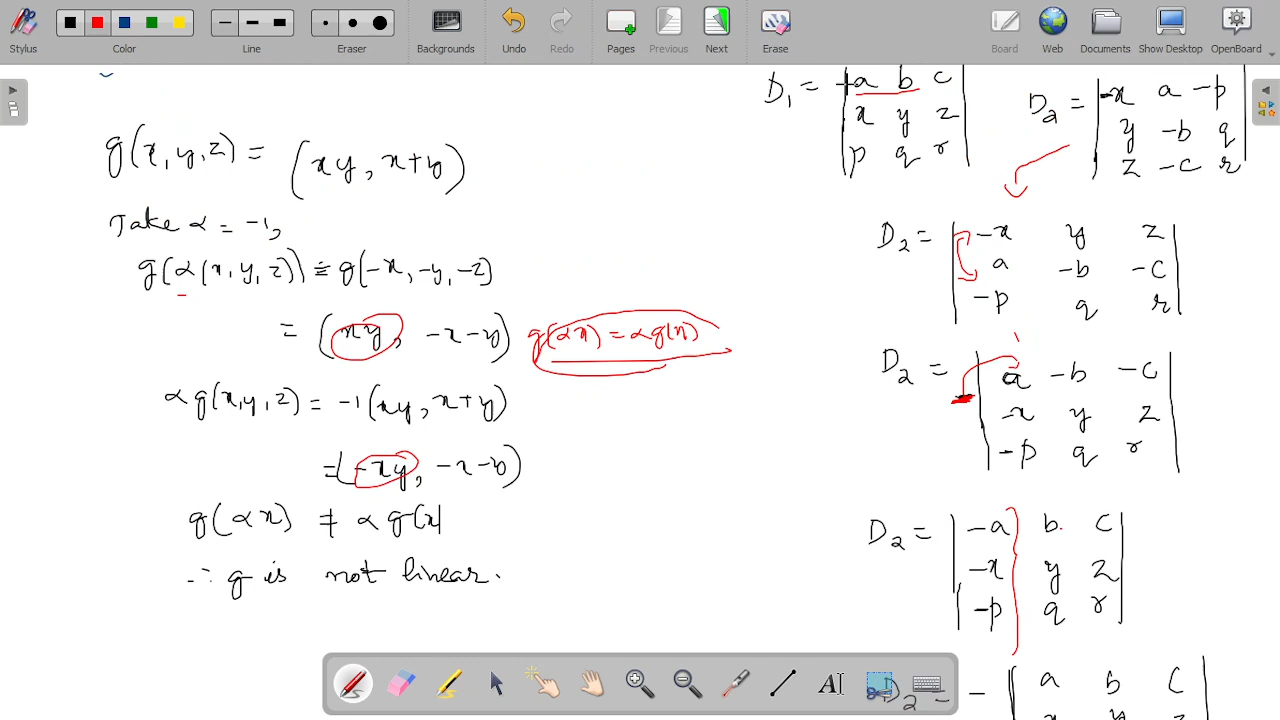 Stylus Color Line Eraser Backgrounds Undo Redo Pages Previous Next Erase Board Web Documents Show Desktop OpenBoard
g(x, y, z) = (xy, x+y)
Take α = -1,
g(α(x, y, z)) = g(-x, -y, -z)
= (xy, -x-y) g(αx) = αg(x)
αg(x, y, z) = -1(xy, x+y)
= (-xy, -x-y)
g(αx) ≠ αg(x)
∴ g is not linear.
D₁ = | a b c
x y z
p q r |
D₂ = | -x a -p
y -b q
z -c r |
D₂ = | -x y z
a -b -c
-p q r |
D₂ = | a -b -c
-x y z
-p q r |
D₂ = | -a b c
-x y z
-p q r |
D₂ = - | a b c